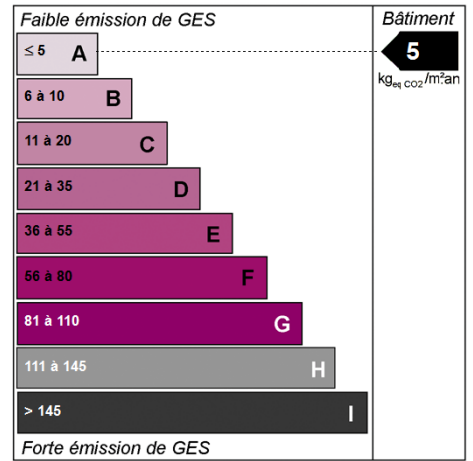 Faible émission de GES
Bâtiment
≤ 5 A
5
kgeq CO2/m².an
6 à 10 B
11 à 20 C
21 à 35 D
36 à 55 E
56 à 80 F
81 à 110 G
111 à 145 H
> 145 I
Forte émission de GES